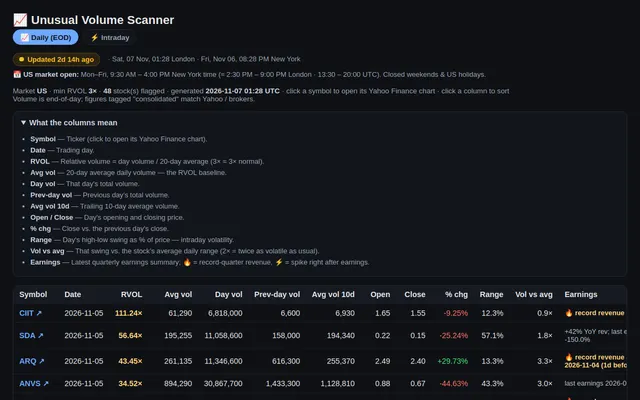 📈 Unusual Volume Scanner
📈 Daily (EOD) ⚡ Intraday
Updated 2d 14h ago · Sat, 07 Nov, 01:28 London · Fri, Nov 06, 08:28 PM New York
📅 US market open: Mon–Fri, 9:30 AM – 4:00 PM New York time (= 2:30 PM – 9:00 PM London · 13:30 – 20:00 UTC). Closed weekends & US holidays.
Market US · min RVOL 3× · 48 stock(s) flagged · generated 2026-11-07 01:28 UTC · click a symbol to open its Yahoo Finance chart · click a column to sort
Volume is end-of-day; figures tagged "consolidated" match Yahoo / brokers.
▼ What the columns mean
• Symbol — Ticker (click to open its Yahoo Finance chart).
• Date — Trading day.
• RVOL — Relative volume = day volume / 20-day average (3× = 3× normal).
• Avg vol — 20-day average daily volume — the RVOL baseline.
• Day vol — That day's total volume.
• Prev-day vol — Previous day's total volume.
• Avg vol 10d — Trailing 10-day average volume.
• Open / Close — Day's opening and closing price.
• % chg — Close vs. the previous day's close.
• Range — Day's high-low swing as % of price — intraday volatility.
• Vol vs avg — That swing vs. the stock's average daily range (2× = twice as volatile as usual).
• Earnings — Latest quarterly earnings summary, 🔥 = record-quarter revenue, ⚡ = spike right after earnings.
Symbol Date RVOL Avg vol Day vol Prev-day vol Avg vol 10d Open Close % chg Range Vol vs avg Earnings
CIIT ↗ 2026-11-05 111.24× 61,290 6,818,000 6,600 6,930 1.65 1.55 -9.25% 12.3% 0.9× 🔥 record revenue
SDA ↗ 2026-11-05 56.64× 195,255 11,058,600 158,000 194,340 0.22 0.15 -25.24% 57.1% 1.8× +42% YoY rev; last e
-150.0%
ARQ ↗ 2026-11-05 43.45× 261,135 11,346,600 616,300 255,370 2.49 2.40 +29.73% 13.3% 3.3× 🔥 record revenue
2026-11-04 (1d befo
ANVS ↗ 2026-11-05 34.52× 894,290 30,867,700 1,433,300 1,128,810 0.88 0.67 -44.63% 43.3% 3.0× last earnings 2026-0